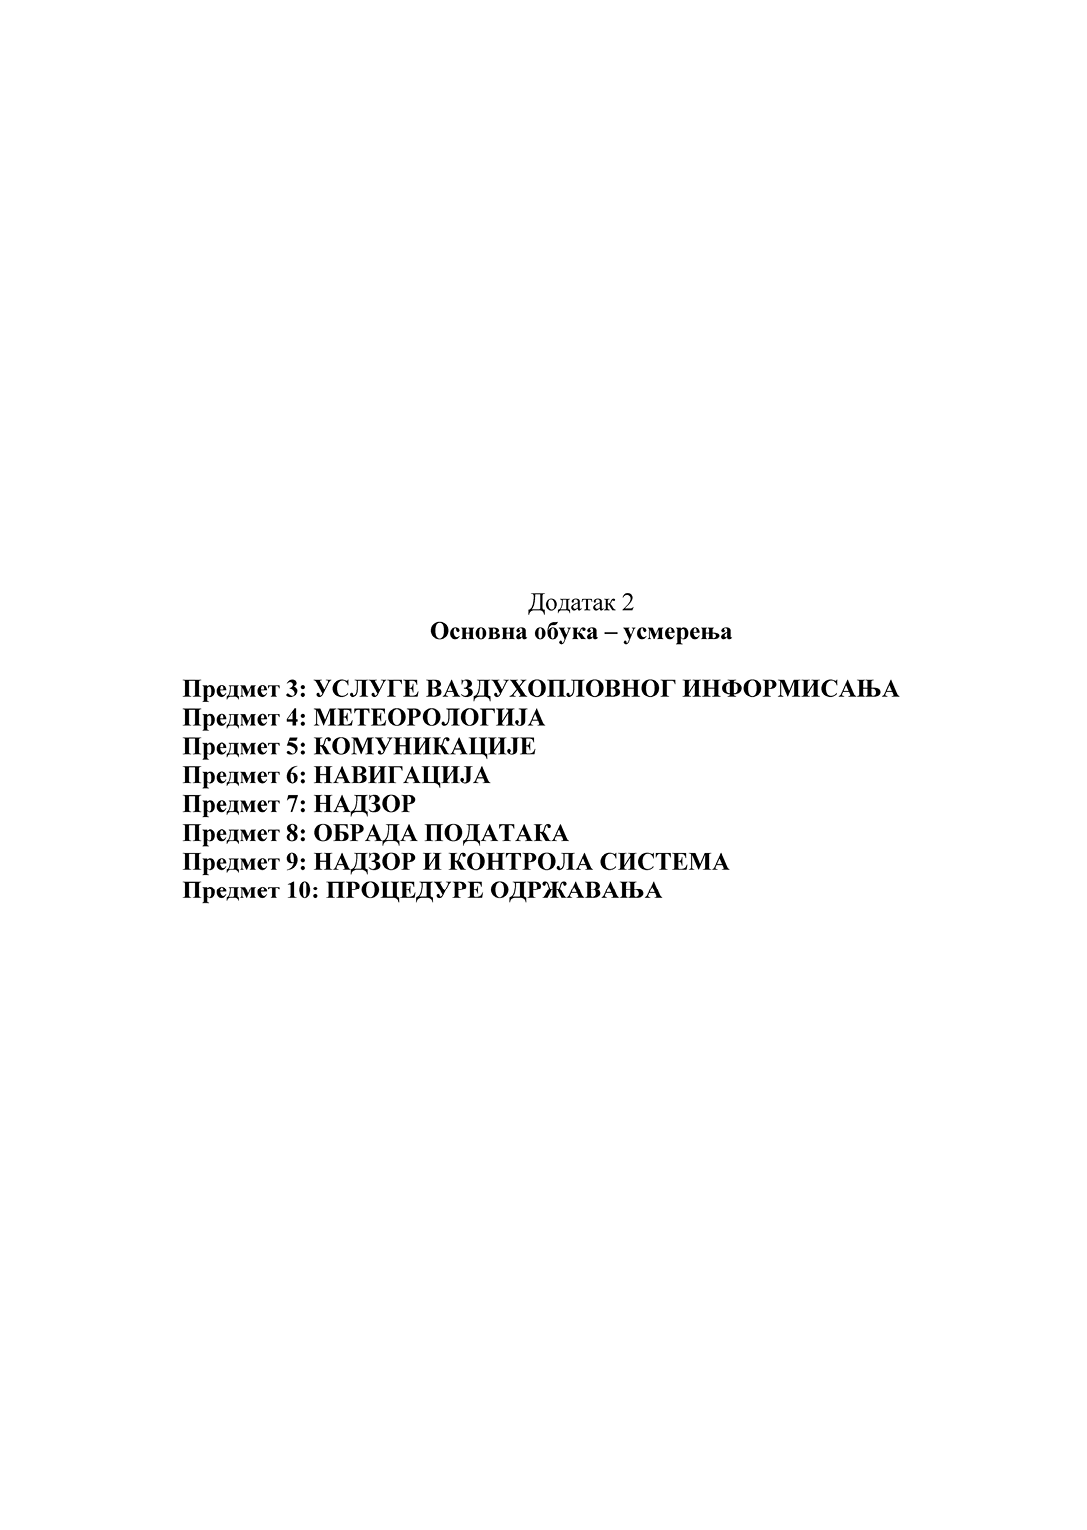 Додатак 2
Основна обука – усмерења
Предмет 3: УСЛУГЕ ВАЗДУХОПЛОВНОГ ИНФОРМИСАЊА
Предмет 4: МЕТЕОРОЛОГИЈА
Предмет 5: КОМУНИКАЦИЈЕ
Предмет 6: НАВИГАЦИЈА
Предмет 7: НАДЗОР
Предмет 8: ОБРАДА ПОДАТАКА
Предмет 9: НАДЗОР И КОНТРОЛА СИСТЕМА
Предмет 10: ПРОЦЕДУРЕ ОДРЖАВАЊА